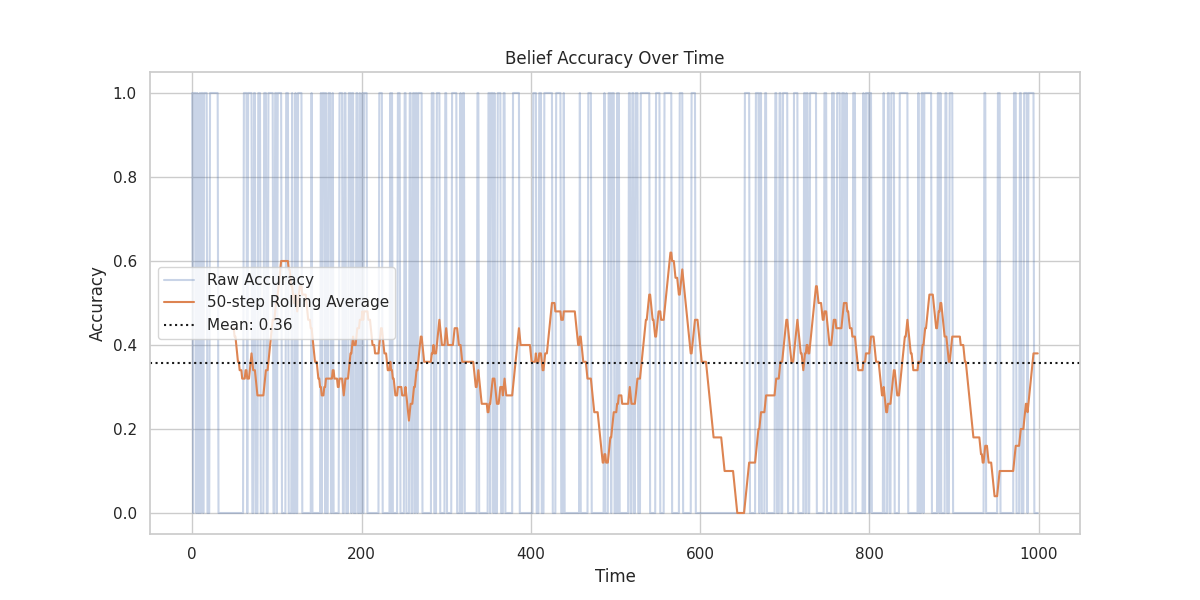 Belief Accuracy Over Time
1.0
0.8
0.6
0.4
0.2
0.0
Accuracy
Raw Accuracy
50-step Rolling Average
Mean: 0.36
0
200
400
600
800
1000
Time